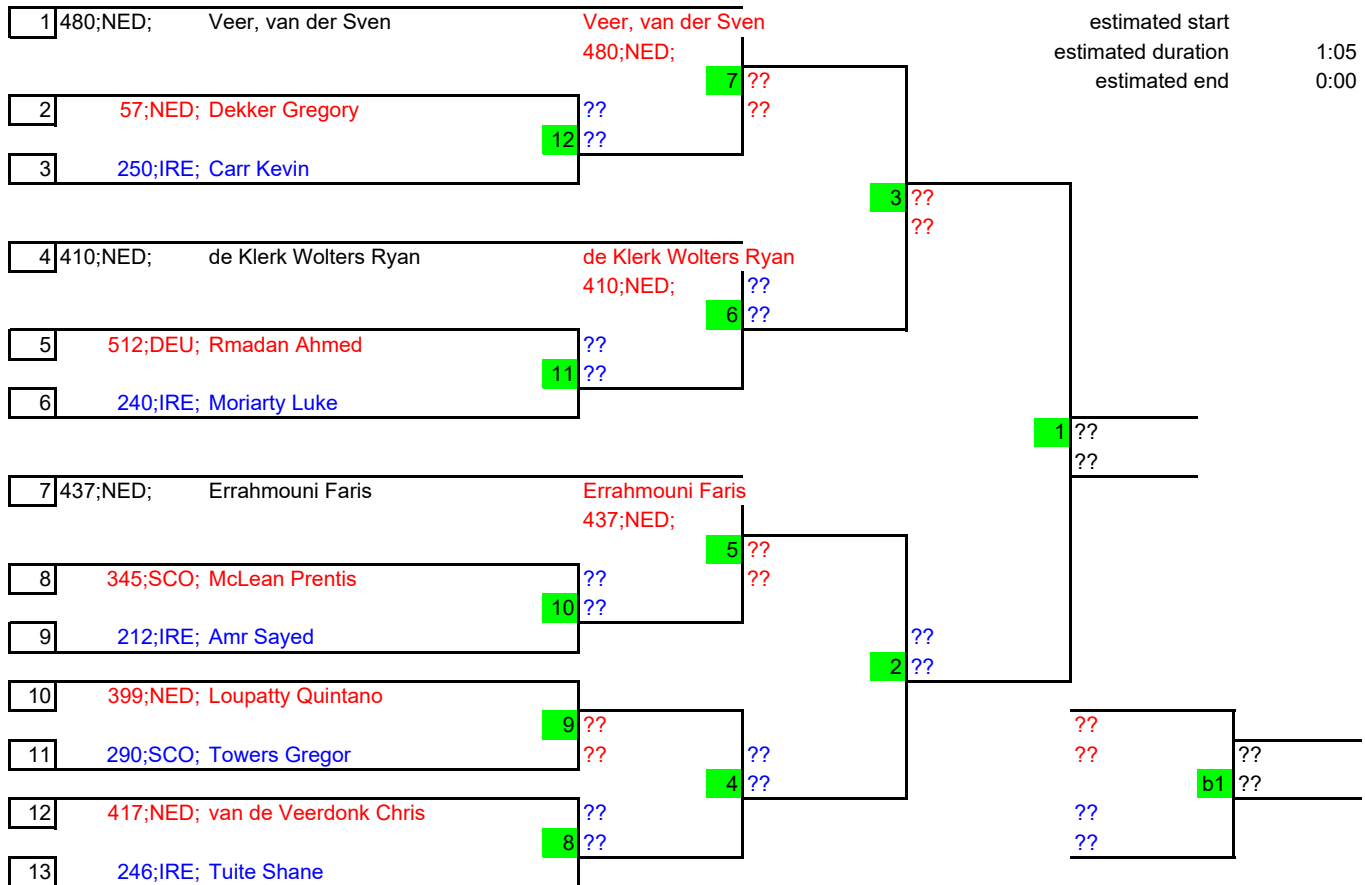 1 480;NED; Veer, van der Sven Veer, van der Sven estimated start
480;NED; estimated duration 1:05
7 ?? estimated end 0:00
2 57;NED; Dekker Gregory ?? ??
12 ??
3 250;IRE; Carr Kevin
3 ??
??
4 410;NED; de Klerk Wolters Ryan de Klerk Wolters Ryan
410;NED; ??
6 ??
5 512;DEU; Rmadan Ahmed ??
11 ??
6 240;IRE; Moriarty Luke
1 ??
??
7 437;NED; Errahmouni Faris Errahmouni Faris
437;NED;
5 ??
8 345;SCO; McLean Prentis ?? ??
10 ??
9 212;IRE; Amr Sayed ??
2 ??
10 399;NED; Loupatty Quintano
9 ?? ??
11 290;SCO; Towers Gregor ?? ?? ?? ??
4 ?? b1 ??
12 417;NED; van de Veerdonk Chris ?? ??
8 ?? ??
13 246;IRE; Tuite Shane